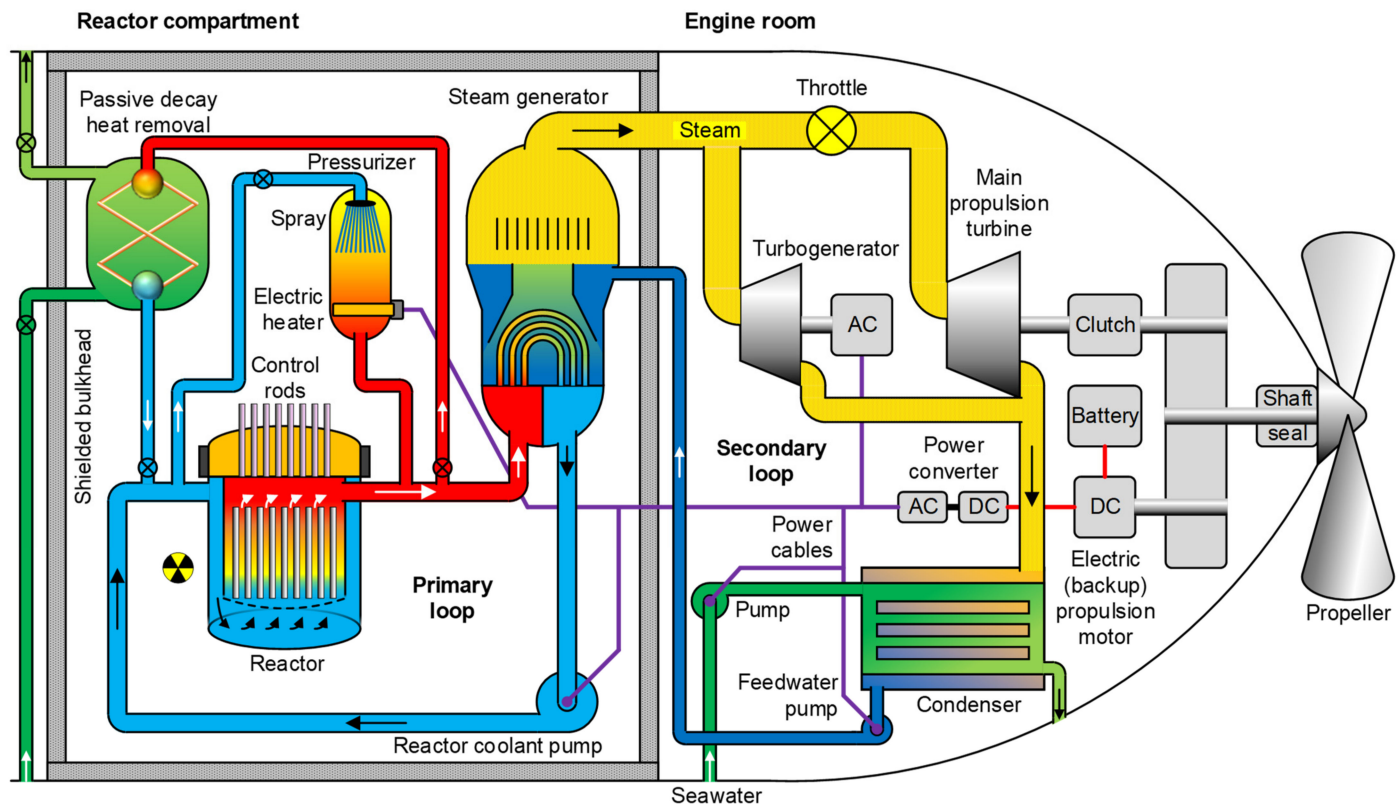 Reactor compartment
Engine room
Passive decay
heat removal
Steam generator
Throttle
Steam
Pressurizer
Spray
Main
propulsion
turbine
Turbogenerator
Electric
heater
AC
Clutch
Shielded bulkhead
Control
rods
Battery
Shaft
seal
Secondary
loop
Power
converter
AC
DC
DC
Power
cables
Electric
(backup)
propulsion
motor
Primary
loop
Pump
Propeller
Reactor
Feedwater
pump
Condenser
Reactor coolant pump
Seawater